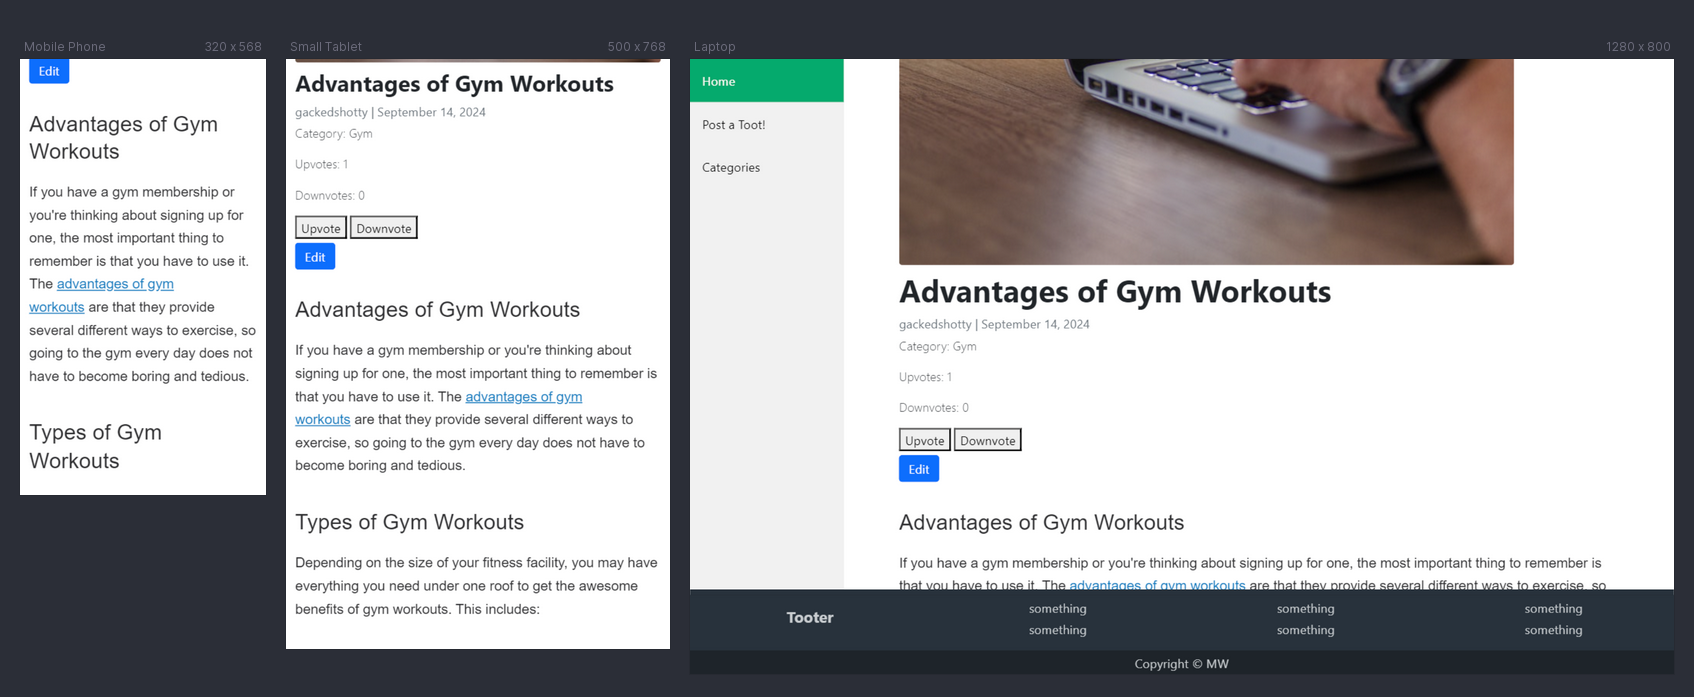 Mobile Phone
320 x 568
Edit
Advantages of Gym
Workouts
If you have a gym membership or
you're thinking about signing up for
one, the most important thing to
remember is that you have to use it.
The advantages of gym
workouts are that they provide
several different ways to exercise, so
going to the gym every day does not
have to become boring and tedious.
Types of Gym
Workouts
Small Tablet
500 x 768
Advantages of Gym Workouts
gackedshotty | September 14, 2024
Category: Gym
Upvotes: 1
Downvotes: 0
Upvote Downvote
Edit
Advantages of Gym Workouts
If you have a gym membership or you're thinking about
signing up for one, the most important thing to remember is
that you have to use it. The advantages of gym
workouts are that they provide several different ways to
exercise, so going to the gym every day does not have to
become boring and tedious.
Types of Gym Workouts
Depending on the size of your fitness facility, you may have
everything you need under one roof to get the awesome
benefits of gym workouts. This includes:
Laptop
1280 x 800
Home
Post a Toot!
Categories
Advantages of Gym Workouts
gackedshotty | September 14, 2024
Category: Gym
Upvotes: 1
Downvotes: 0
Upvote Downvote
Edit
Advantages of Gym Workouts
If you have a gym membership or you're thinking about signing up for one, the most important thing to remember is
that you have to use it. The advantages of gym workouts are that they provide several different ways to exercise, so
Tooter
something something something
something something something
Copyright © MW